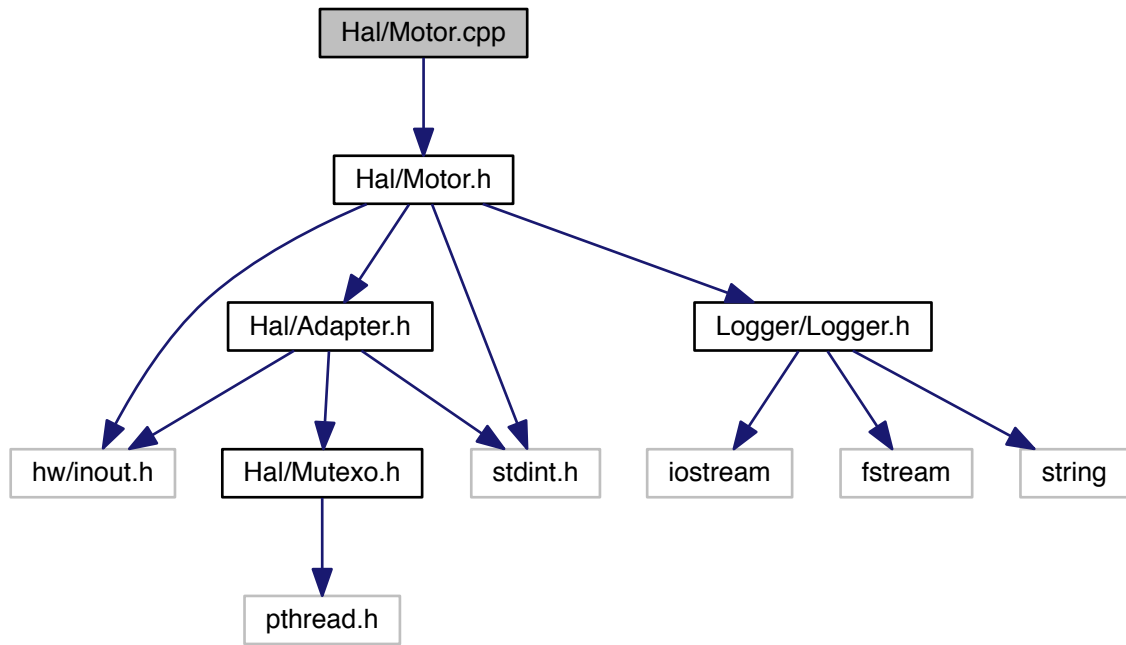 Hal/Motor.cpp
Hal/Motor.h
Hal/Adapter.h
Logger/Logger.h
hw/inout.h
Hal/Mutexo.h
stdint.h
iostream
fstream
string
pthread.h